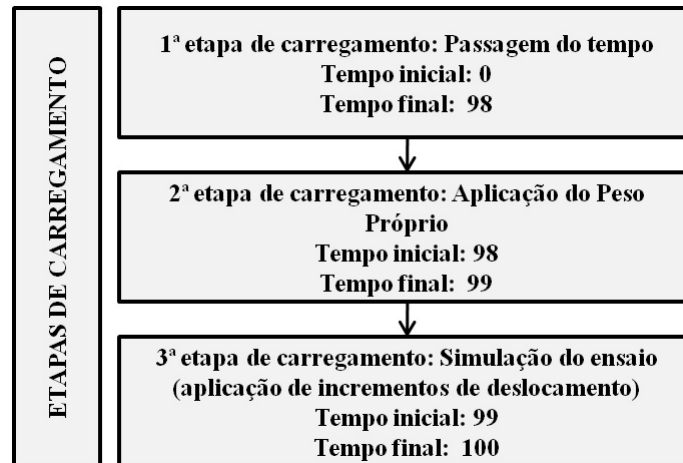 ETAPAS DE CARREGAMENTO
1ª etapa de carregamento: Passagem do tempo
Tempo inicial: 0
Tempo final: 98
2ª etapa de carregamento: Aplicação do Peso
Próprio
Tempo inicial: 98
Tempo final: 99
3ª etapa de carregamento: Simulação do ensaio
(aplicação de incrementos de deslocamento)
Tempo inicial: 99
Tempo final: 100